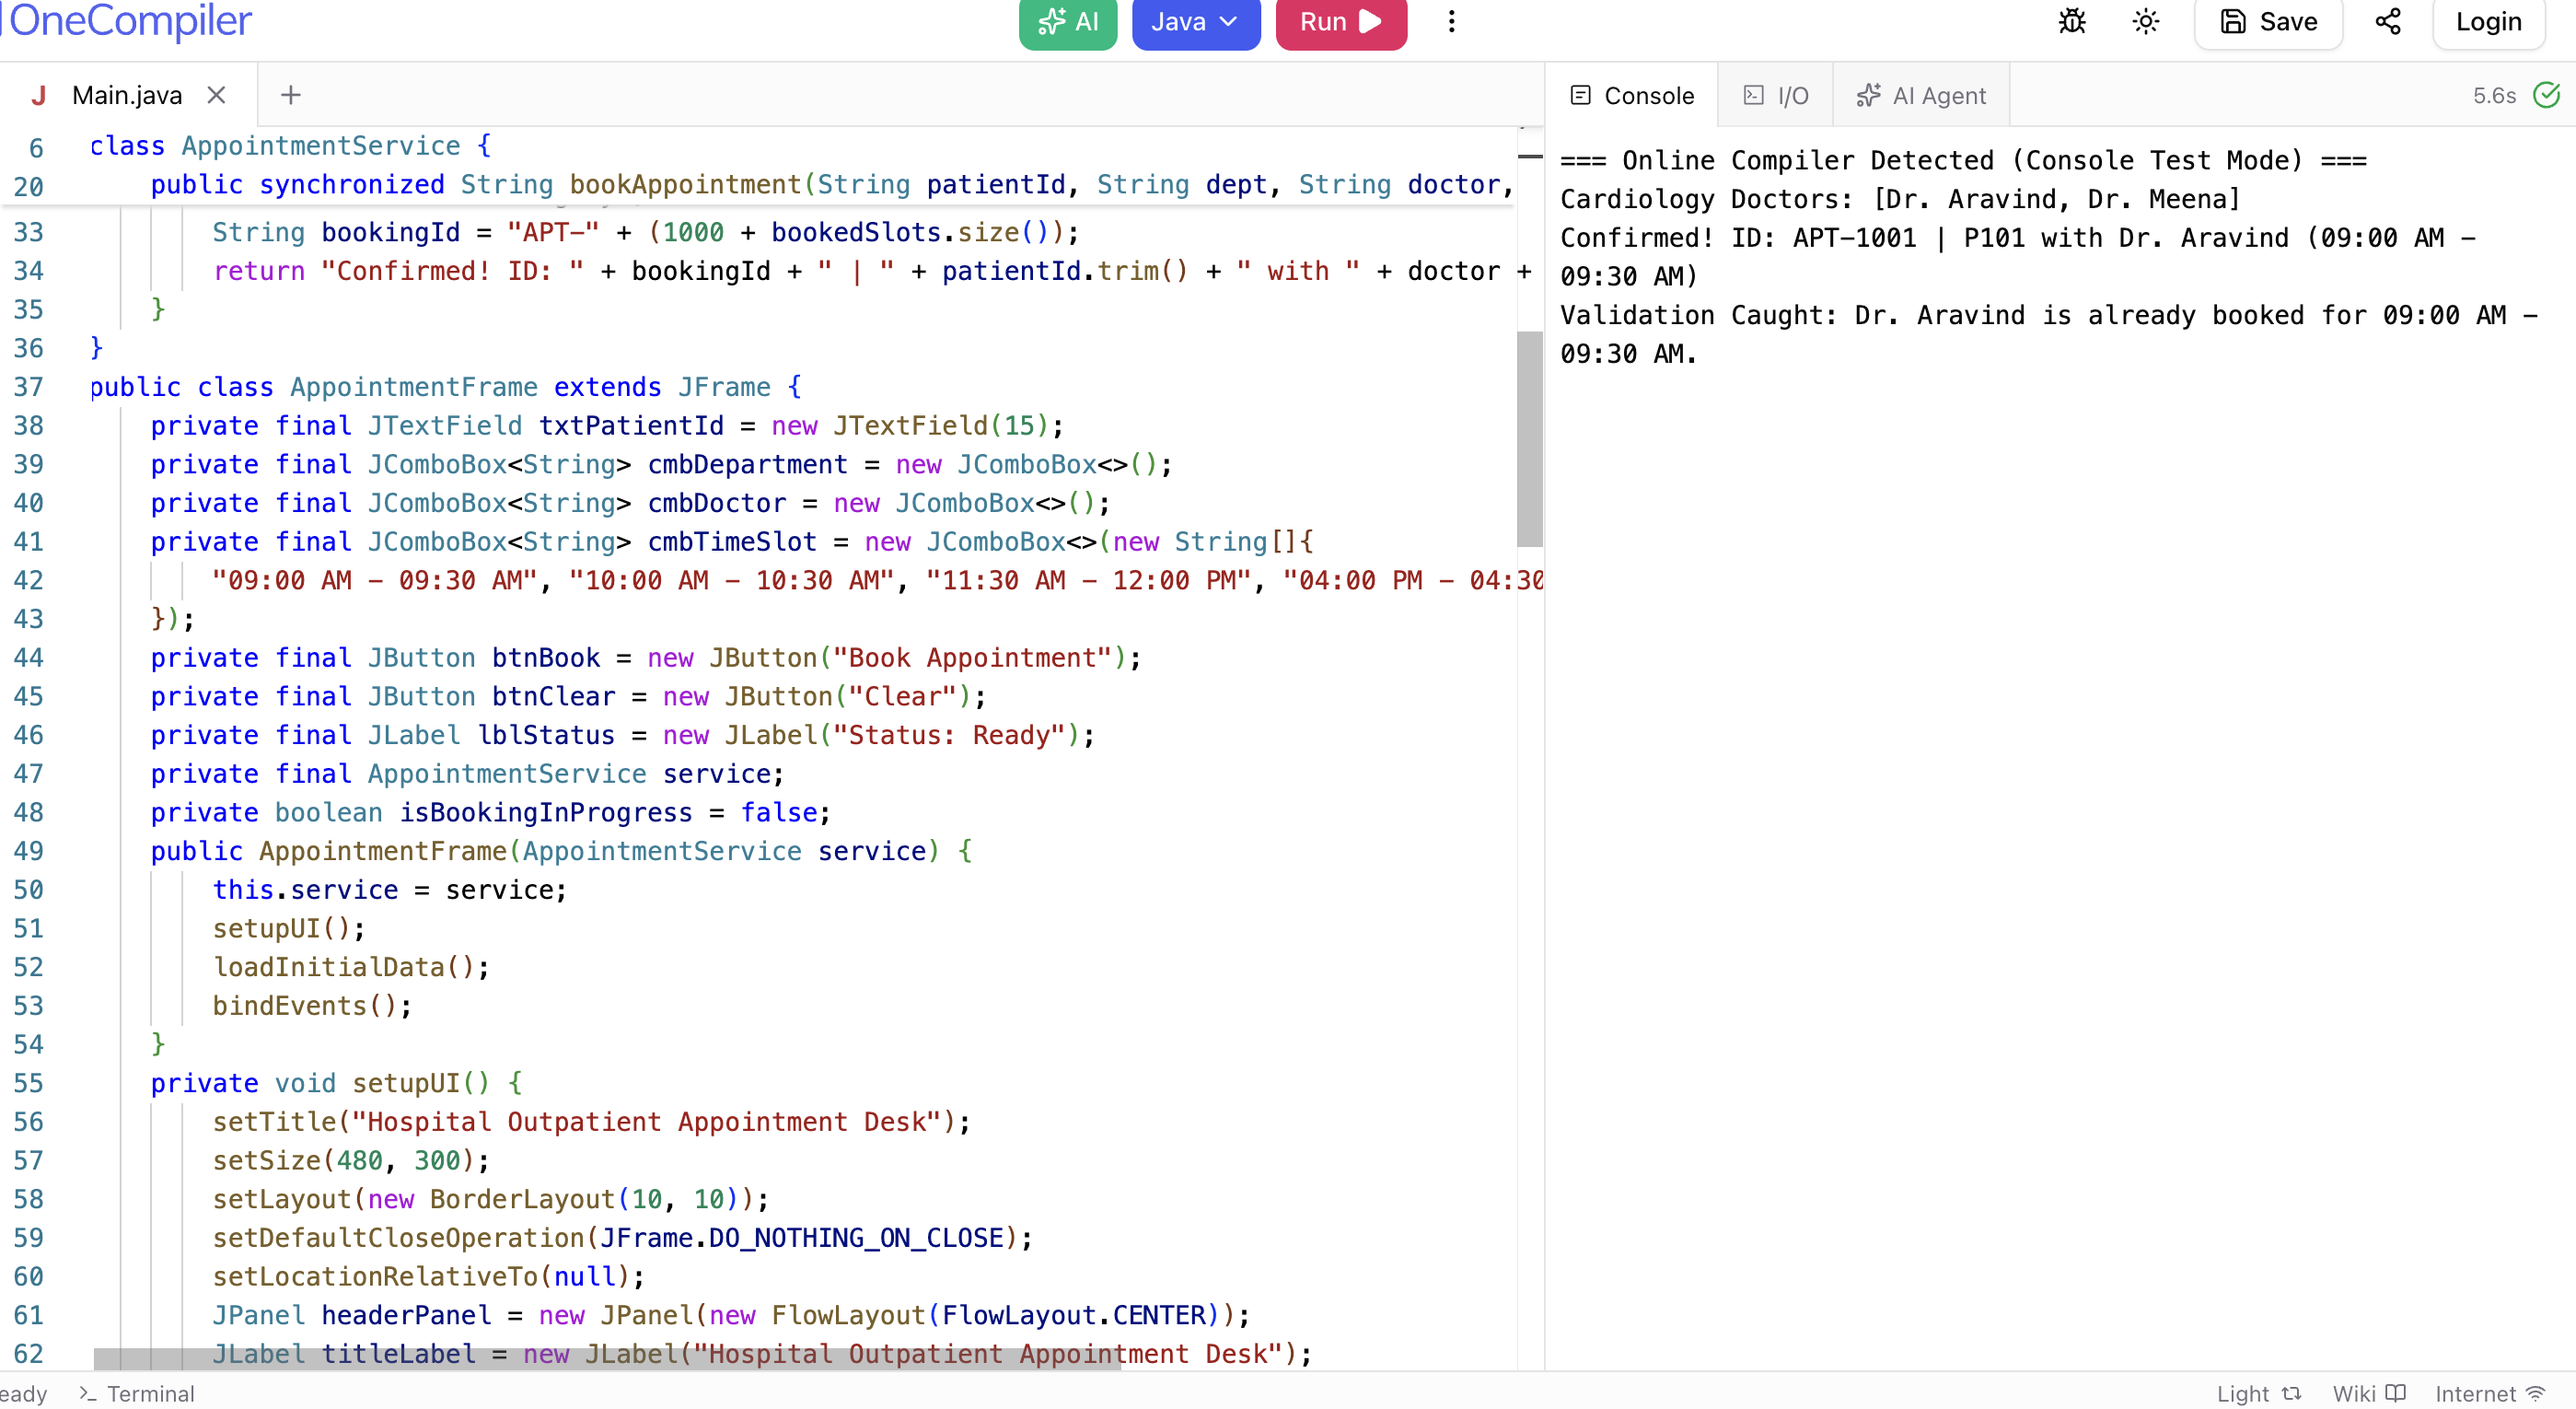 OneCompiler
AI
Java
Run
Save
Login
J Main.java
+
Console
I/O
AI Agent
5.6s
6 class AppointmentService {
20 public synchronized String bookAppointment(String patientId, String dept, String doctor,
33 String bookingId = "APT-" + (1000 + bookedSlots.size());
34 return "Confirmed! ID: " + bookingId + " | " + patientId.trim() + " with " + doctor +
35 }
36 }
37 public class AppointmentFrame extends JFrame {
38 private final JTextField txtPatientId = new JTextField(15);
39 private final JComboBox<String> cmbDepartment = new JComboBox<>();
40 private final JComboBox<String> cmbDoctor = new JComboBox<>();
41 private final JComboBox<String> cmbTimeSlot = new JComboBox<>(new String[]{
42 "09:00 AM - 09:30 AM", "10:00 AM - 10:30 AM", "11:30 AM - 12:00 PM", "04:00 PM - 04:30
43 });
44 private final JButton btnBook = new JButton("Book Appointment");
45 private final JButton btnClear = new JButton("Clear");
46 private final JLabel lblStatus = new JLabel("Status: Ready");
47 private final AppointmentService service;
48 private boolean isBookingInProgress = false;
49 public AppointmentFrame(AppointmentService service) {
50 this.service = service;
51 setupUI();
52 loadInitialData();
53 bindEvents();
54 }
55 private void setupUI() {
56 setTitle("Hospital Outpatient Appointment Desk");
57 setSize(480, 300);
58 setLayout(new BorderLayout(10, 10));
59 setDefaultCloseOperation(JFrame.DO_NOTHING_ON_CLOSE);
60 setLocationRelativeTo(null);
61 JPanel headerPanel = new JPanel(new FlowLayout(FlowLayout.CENTER));
62 JLabel titleLabel = new JLabel("Hospital Outpatient Appointment Desk");
=== Online Compiler Detected (Console Test Mode) ===
Cardiology Doctors: [Dr. Aravind, Dr. Meena]
Confirmed! ID: APT-1001 | P101 with Dr. Aravind (09:00 AM -
09:30 AM)
Validation Caught: Dr. Aravind is already booked for 09:00 AM -
09:30 AM.
eady
Terminal
Light
Wiki
Internet